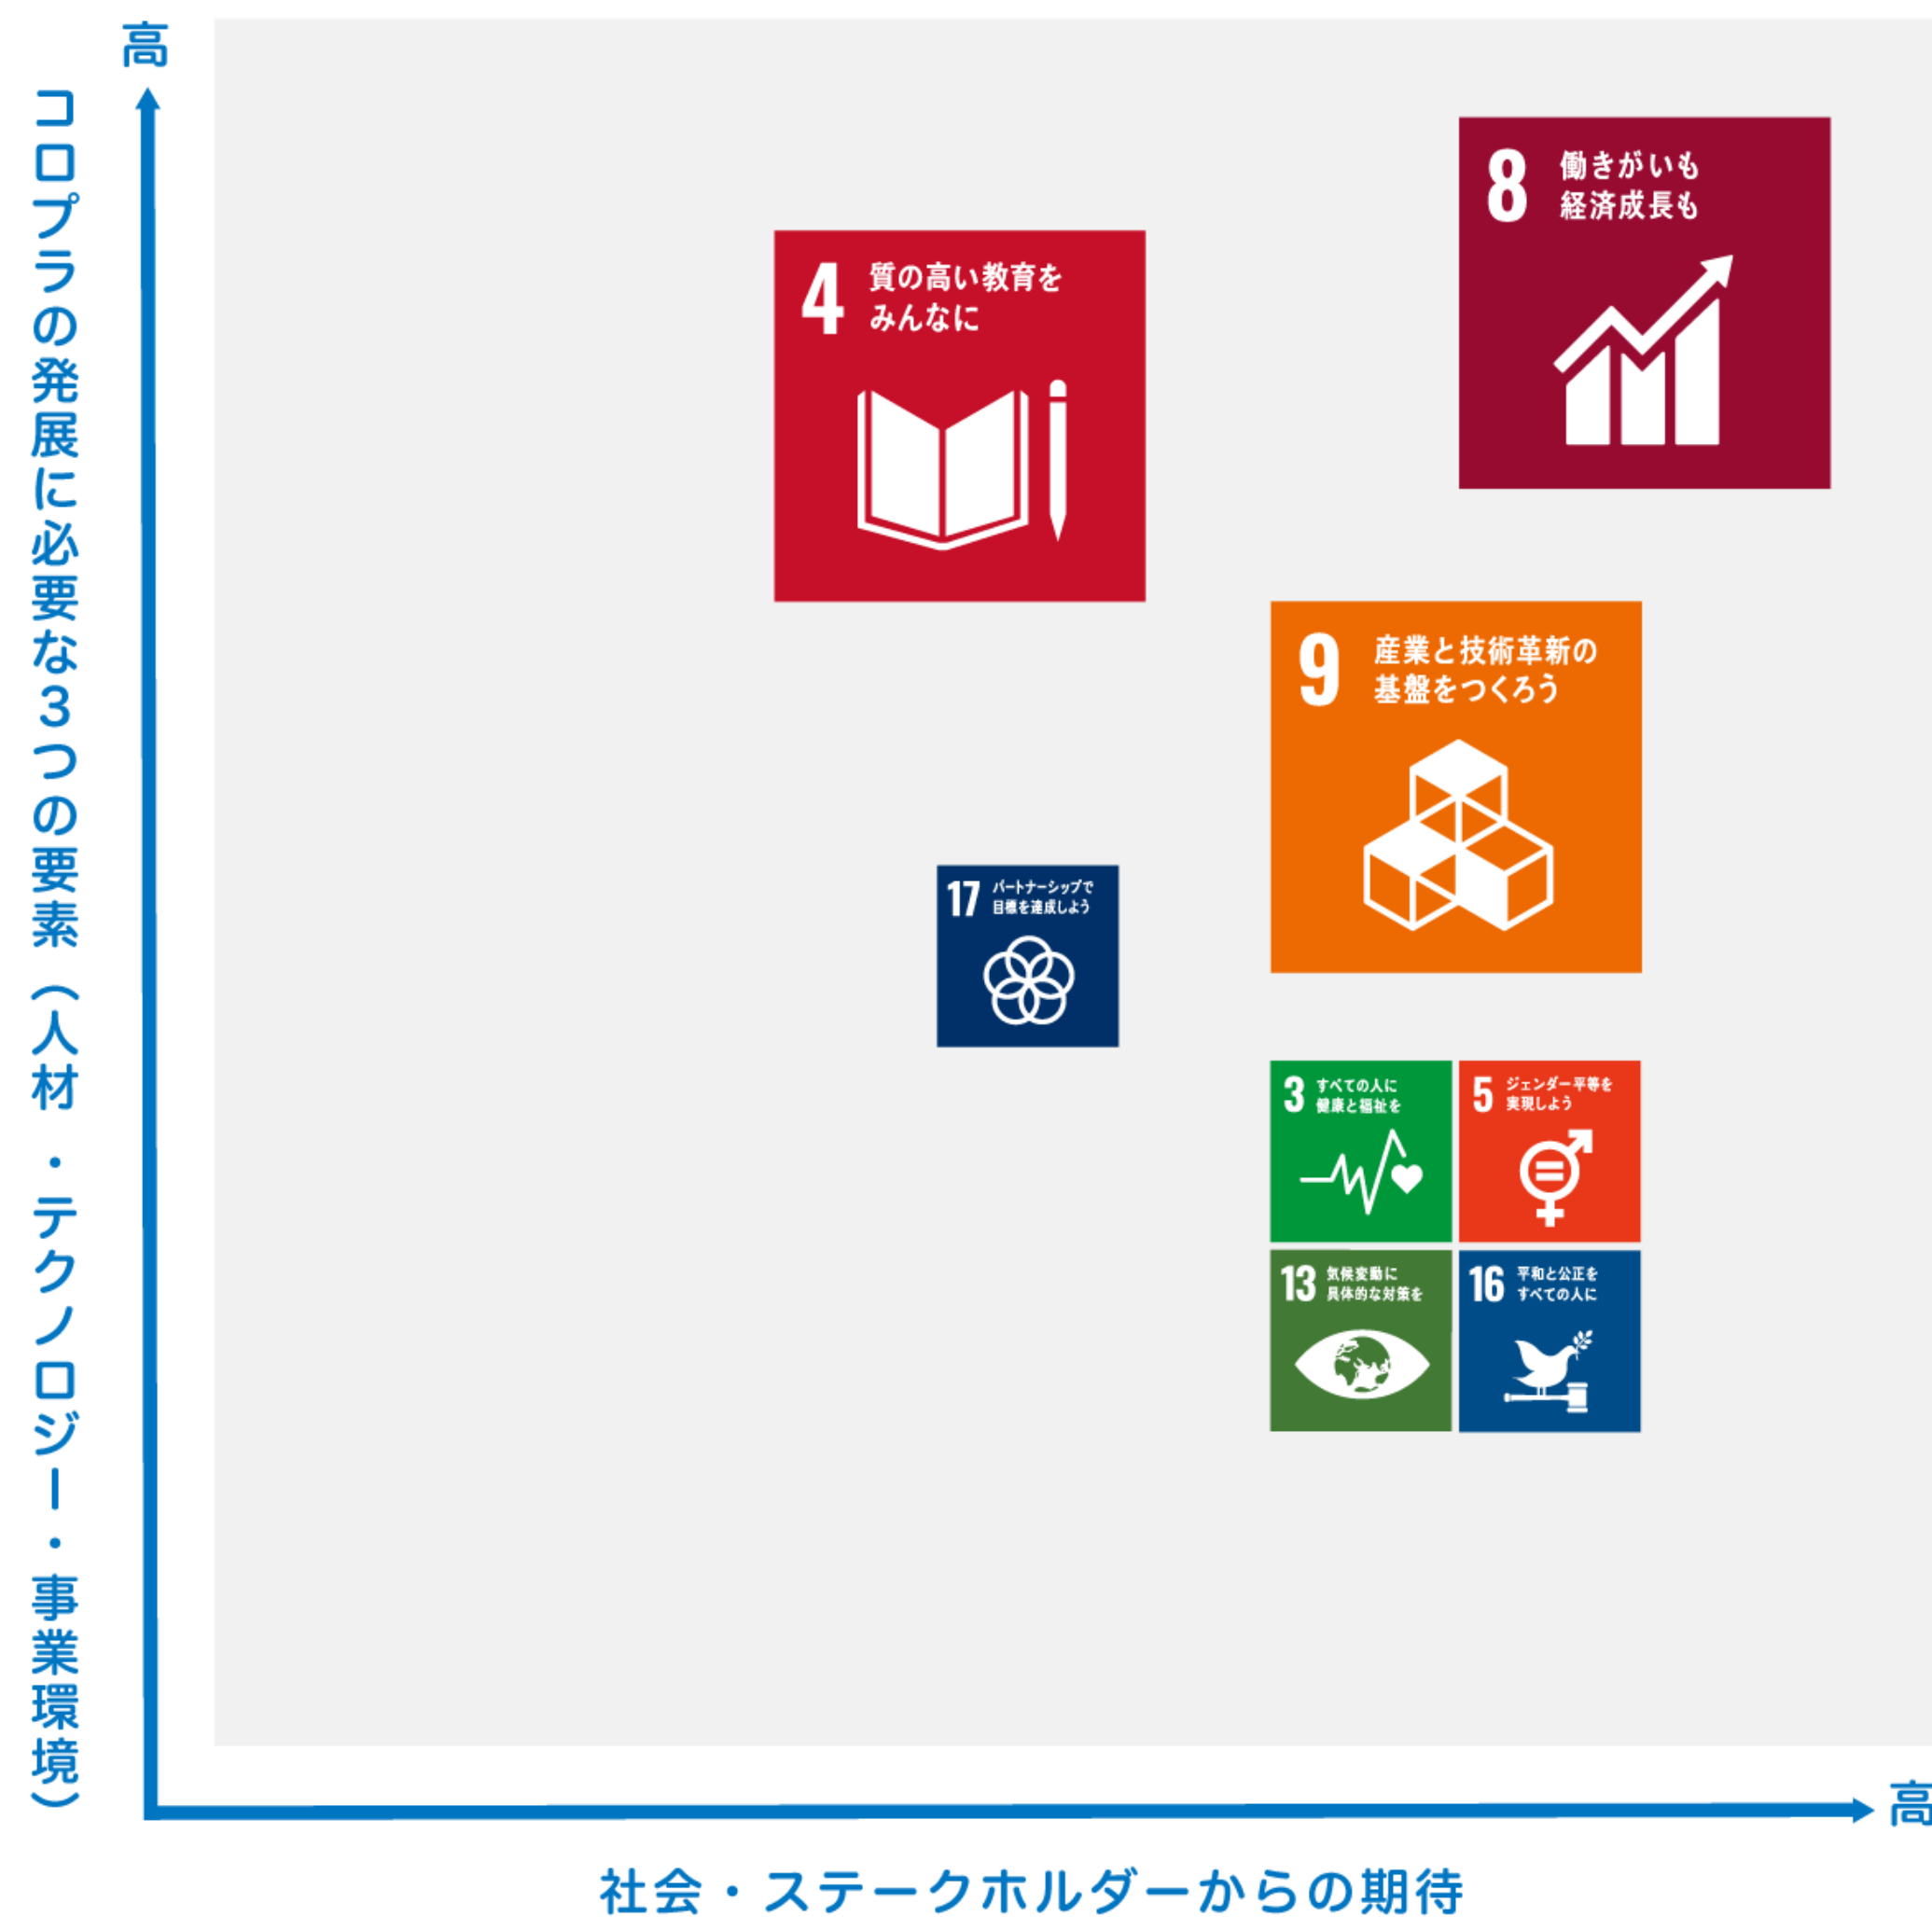 高
コロプラの発展に必要な3つの要素（人材・テクノロジー・事業環境）
8 働きがいも
経済成長も
4 質の高い教育を
みんなに
9 産業と技術革新の
基盤をつくろう
17 パートナーシップで
目標を達成しよう
3 すべての人に
健康と福祉を
5 ジェンダー平等を
実現しよう
13 気候変動に
具体的な対策を
16 平和と公正を
すべての人に
高
社会・ステークホルダーからの期待